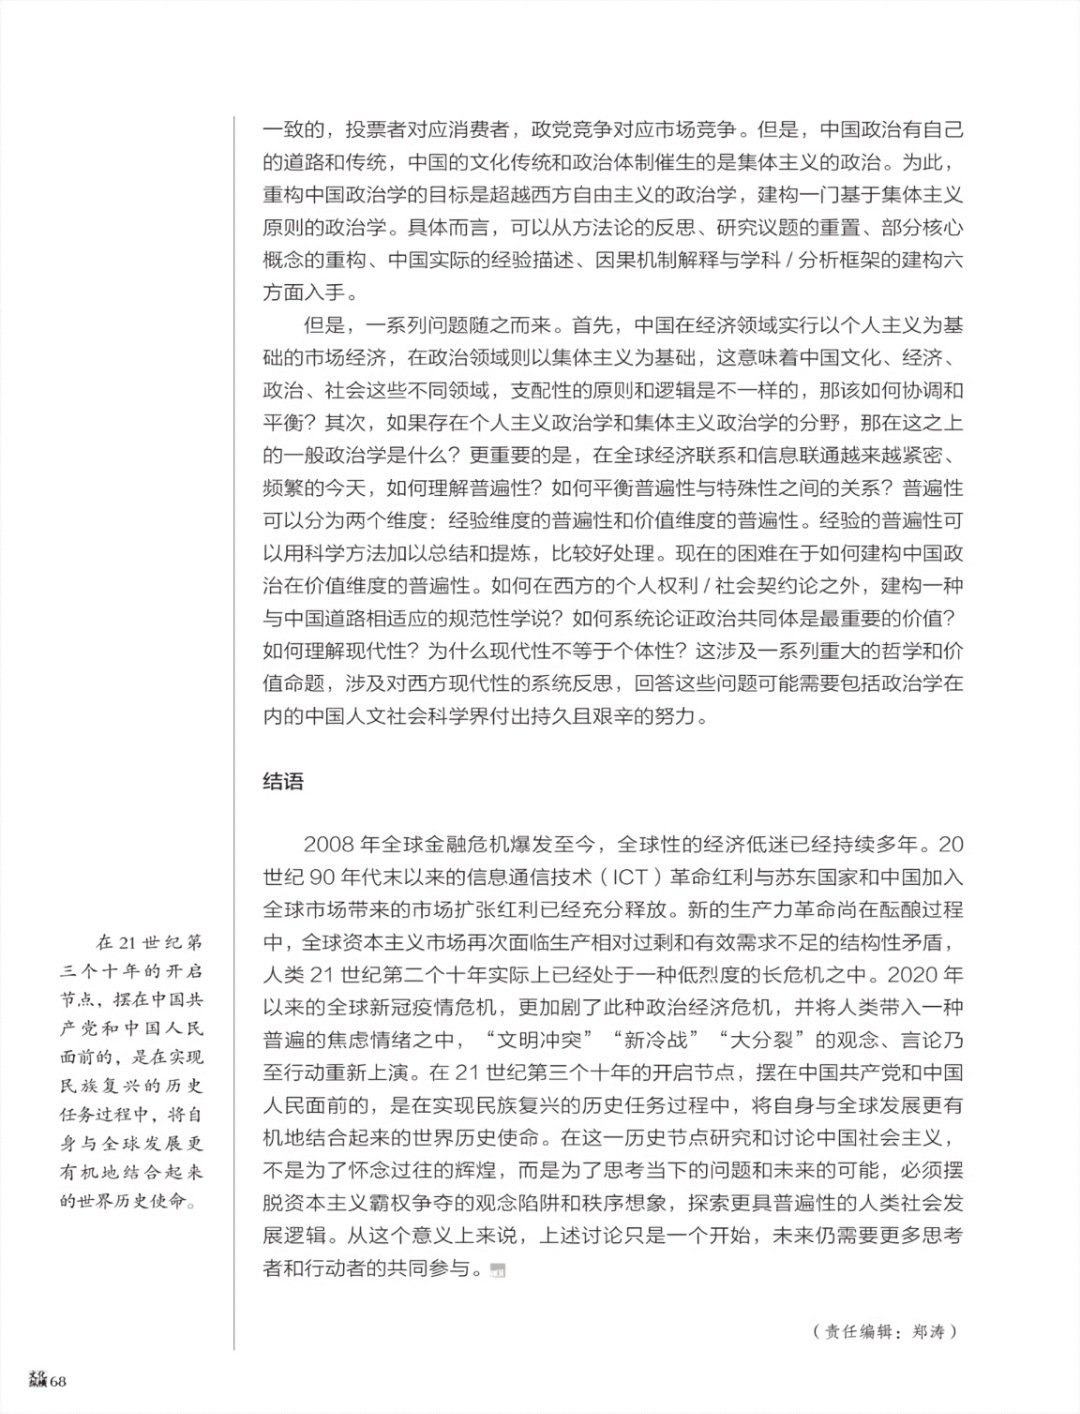 一致的，投票者对应消费者，政党竞争对应市场竞争。但是，中国政治有自己
的道路和传统，中国的文化传统和政治体制催生的是集体主义的政治。为此，
重构中国政治学的目标是超越西方自由主义的政治学，建构一门基于集体主义
原则的政治学。具体而言，可以从方法论的反思、研究议题的重置、部分核心
概念的重构、中国实际的经验描述、因果机制解释与学科 / 分析框架的建构六
方面入手。
但是，一系列问题随之而来。首先，中国在经济领域实行以个人主义为基
础的市场经济，在政治领域则以集体主义为基础，这意味着中国文化、经济、
政治、社会这些不同领域，支配性的原则和逻辑是不一样的，那该如何协调和
平衡？其次，如果存在个人主义政治学和集体主义政治学的分野，那在这之上
的一般政治学是什么？更重要的是，在全球经济联系和信息联通越来越紧密、
频繁的今天，如何理解普遍性？如何平衡普遍性与特殊性之间的关系？普遍性
可以分为两个维度：经验维度的普遍性和价值维度的普遍性。经验的普遍性可
以用科学方法加以总结和提炼，比较好处理。现在的困难在于如何建构中国政
治在价值维度的普遍性。如何在西方的个人权利 / 社会契约论之外，建构一种
与中国道路相适应的规范性学说？如何系统论证政治共同体是最重要的价值？
如何理解现代性？为什么现代性不等于个体性？这涉及一系列重大的哲学和价
值命题，涉及对西方现代性的系统反思，回答这些问题可能需要包括政治学在
内的中国人文社会科学界付出持久且艰辛的努力。
结语
2008 年全球金融危机爆发至今，全球性的经济低迷已经持续多年。20
世纪 90 年代末以来的信息通信技术（ICT）革命红利与苏东国家和中国加入
全球市场带来的市场扩张红利已经充分释放。新的生产力革命尚在酝酿过程
中，全球资本主义市场再次面临生产相对过剩和有效需求不足的结构性矛盾，
人类 21 世纪第二个十年实际上已经处于一种低烈度的长危机之中。2020 年
以来的全球新冠疫情危机，更加剧了此种政治经济危机，并将人类带入一种
普遍的焦虑情绪之中，“文明冲突”“新冷战”“大分裂”的观念、言论乃
至行动重新上演。在 21 世纪第三个十年的开启节点，摆在中国共产党和中国
人民面前的，是在实现民族复兴的历史任务过程中，将自身与全球发展更有
机地结合起来的世界历史使命。在这一历史节点研究和讨论中国社会主义，
不是为了怀念过往的辉煌，而是为了思考当下的问题和未来的可能，必须摆
脱资本主义霸权争夺的观念陷阱和秩序想象，探索更具普遍性的人类社会发
展逻辑。从这个意义上来说，上述讨论只是一个开始，未来仍需要更多思考
者和行动者的共同参与。
（责任编辑：郑涛）
在 21 世纪第
三个十年的开启
节点，摆在中国共
产党和中国人民
面前的，是在实现
民族复兴的历史
任务过程中，将自
身与全球发展更
有机地结合起来
的世界历史使命。
文化纵横 68